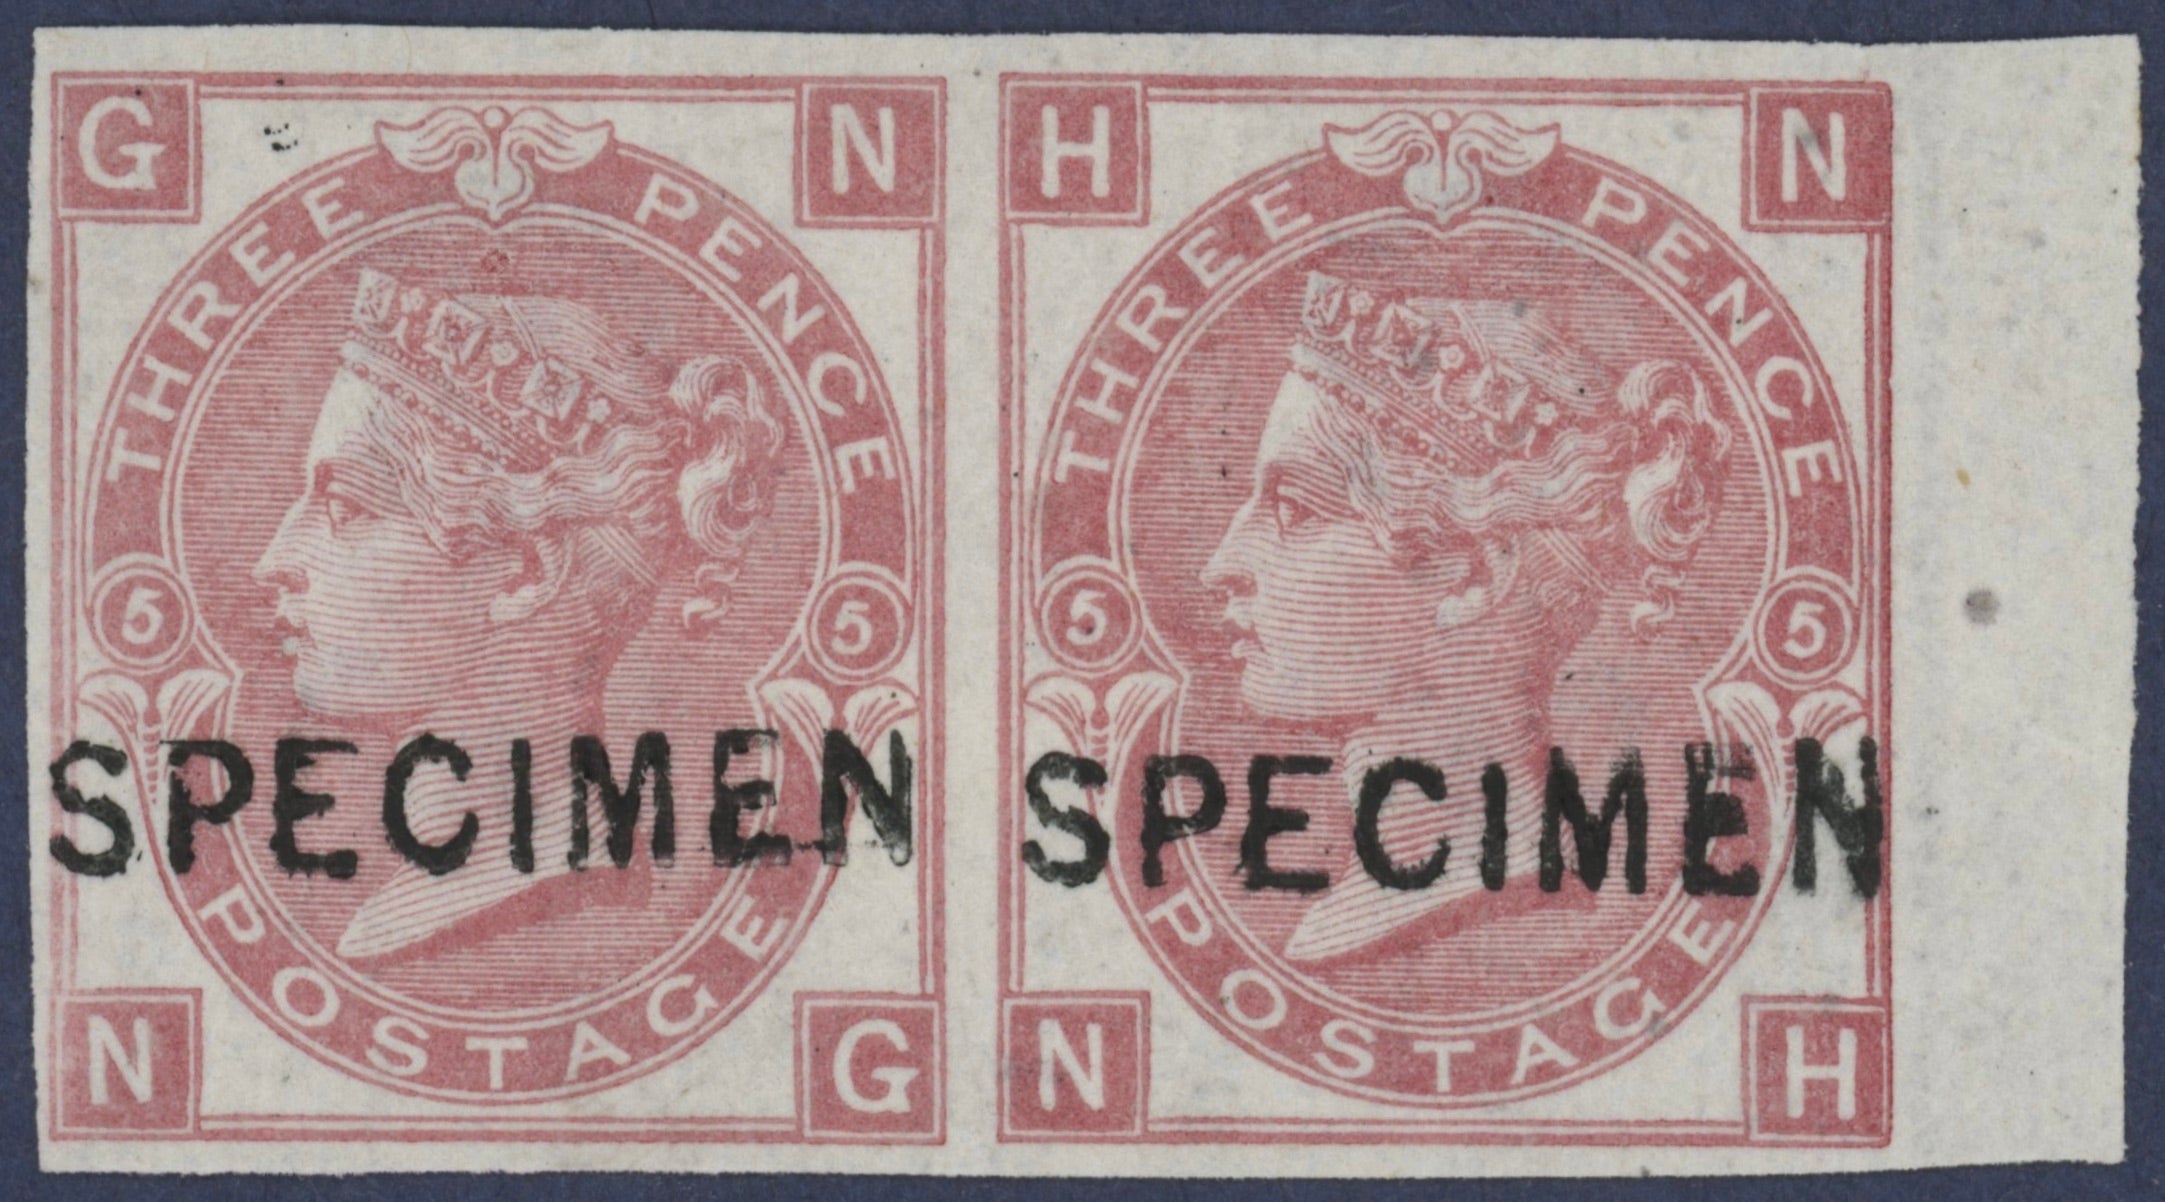 G N
THREE PENCE
5 5
SPECIMEN
POSTAGE
N G
H N
THREE PENCE
5 5
SPECIMEN
POSTAGE
N H